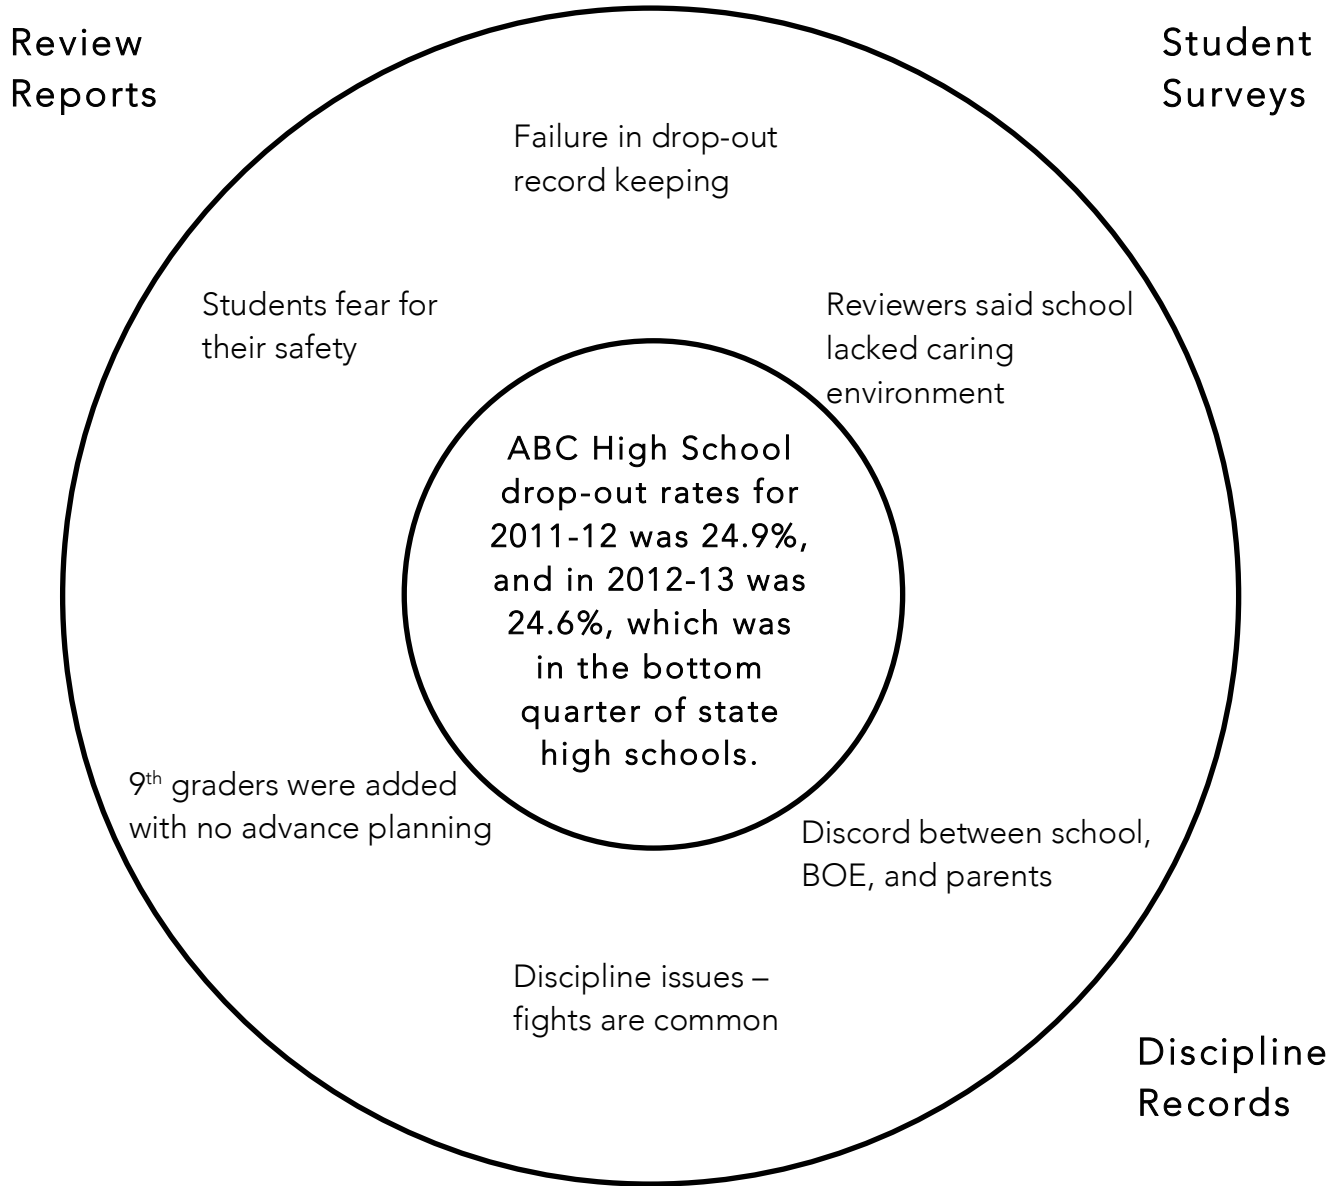 Review
Reports
Student
Surveys
Failure in drop-out
record keeping
Students fear for
their safety
Reviewers said school
lacked caring
environment
ABC High School
drop-out rates for
2011-12 was 24.9%,
and in 2012-13 was
24.6%, which was
in the bottom
quarter of state
high schools.
9th graders were added
with no advance planning
Discord between school,
BOE, and parents
Discipline issues –
fights are common
Discipline
Records